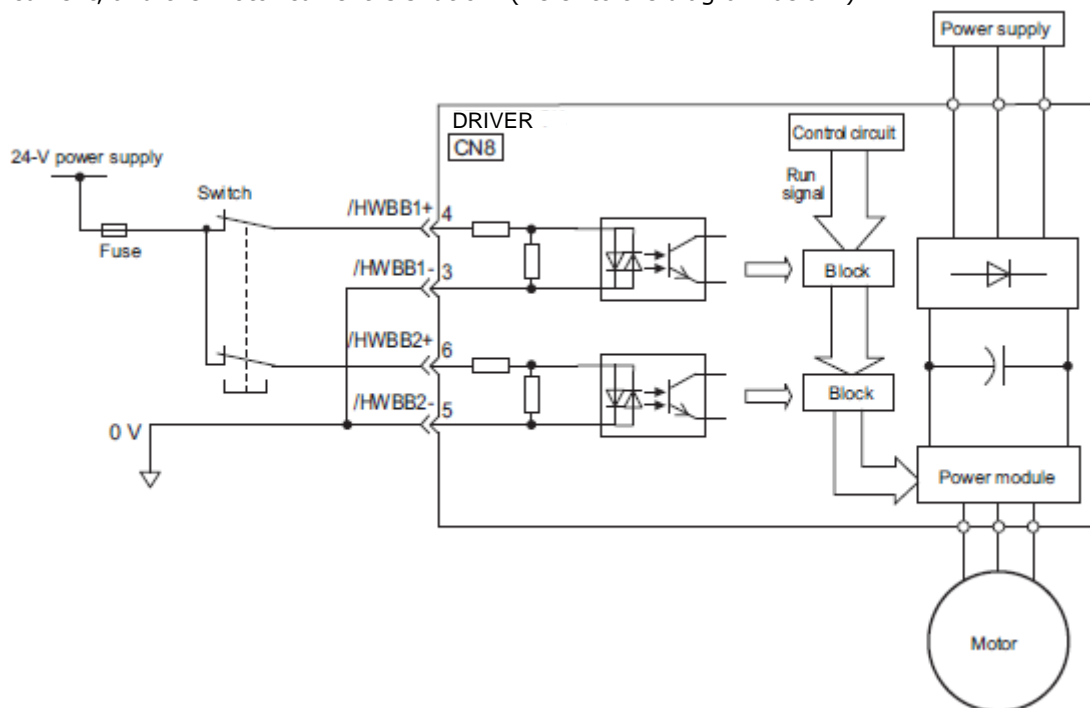 Power supply
DRIVER
CN8
Control circuit
24-V power supply
Run
signal
Switch
/HWBB1+ 4
Fuse
/HWBB1- 3
Block
/HWBB2+ 6
Block
/HWBB2- 5
0 V
Power module
Motor